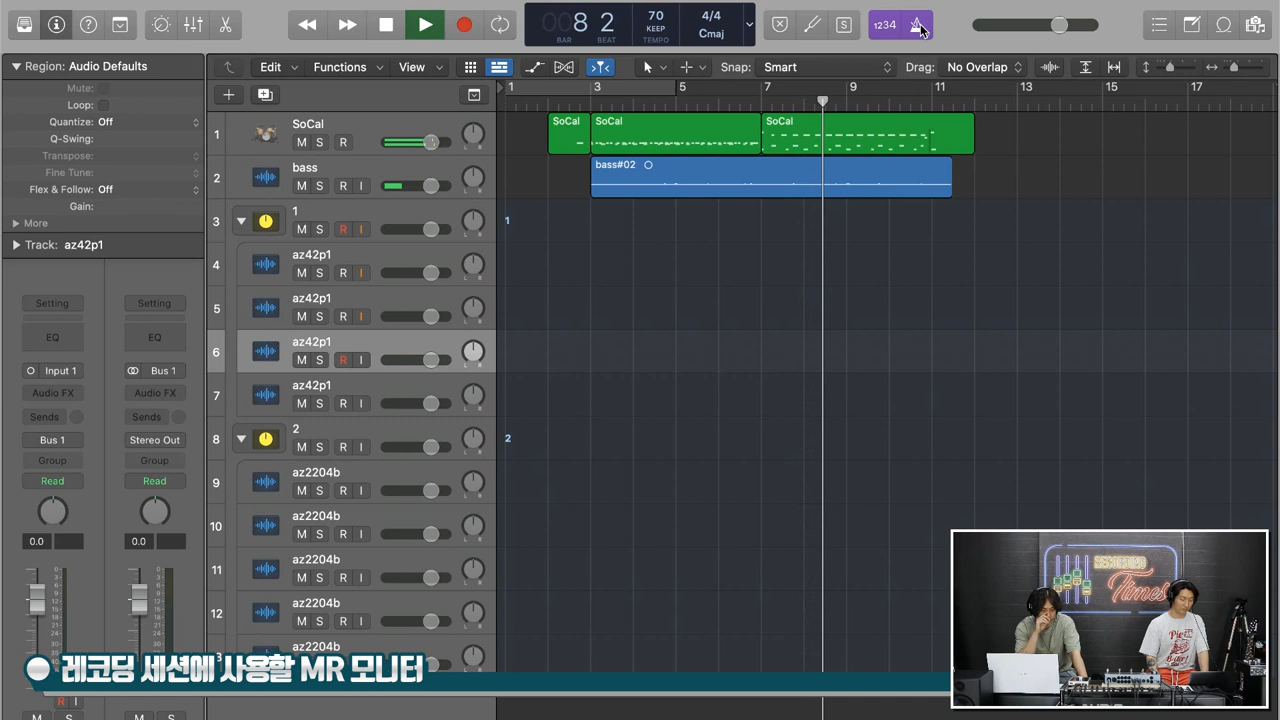 8 2
BAR BEAT
70
KEEP
TEMPO
4/4
Cmaj
S
1234
Region: Audio Defaults
Mute:
Loop:
Quantize: Off
Q-Swing:
Transpose:
Fine Tune:
Flex & Follow: Off
Gain:
More
Track: az42p1
Setting
Setting
EQ
EQ
Input 1
Bus 1
Audio FX
Audio FX
Sends
Sends
Bus 1
Stereo Out
Group
Group
Read
Read
0.0
0.0
Edit
Functions
View
Snap: Smart
Drag: No Overlap
1 3 5 7 9 11 13 15 17
1
SoCal
M S R
SoCal
SoCal
SoCal
2
bass
M S R I
bass#02
3
1
M S R I
1
4
az42p1
M S R I
5
az42p1
M S R I
6
az42p1
M S R I
7
az42p1
M S R I
8
2
M S R I
2
9
az2204b
M S R I
10
az2204b
M S R I
11
az2204b
M S R I
12
az2204b
M S R I
az2204b
R I
M S M S
레코딩 세션에 사용할 MR 모니터
RECORDING
Times